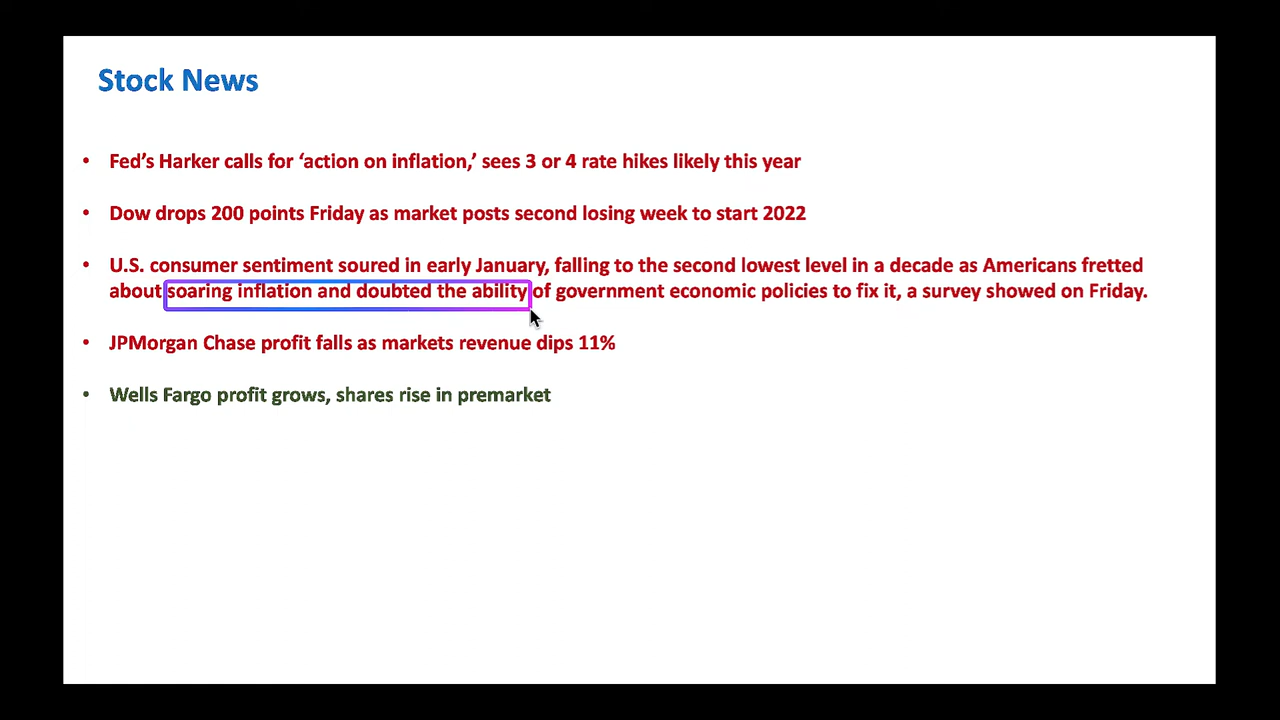 Stock News
• Fed's Harker calls for ‘action on inflation,’ sees 3 or 4 rate hikes likely this year
• Dow drops 200 points Friday as market posts second losing week to start 2022
• U.S. consumer sentiment soured in early January, falling to the second lowest level in a decade as Americans fretted
about soaring inflation and doubted the ability of government economic policies to fix it, a survey showed on Friday.
• JPMorgan Chase profit falls as markets revenue dips 11%
• Wells Fargo profit grows, shares rise in premarket